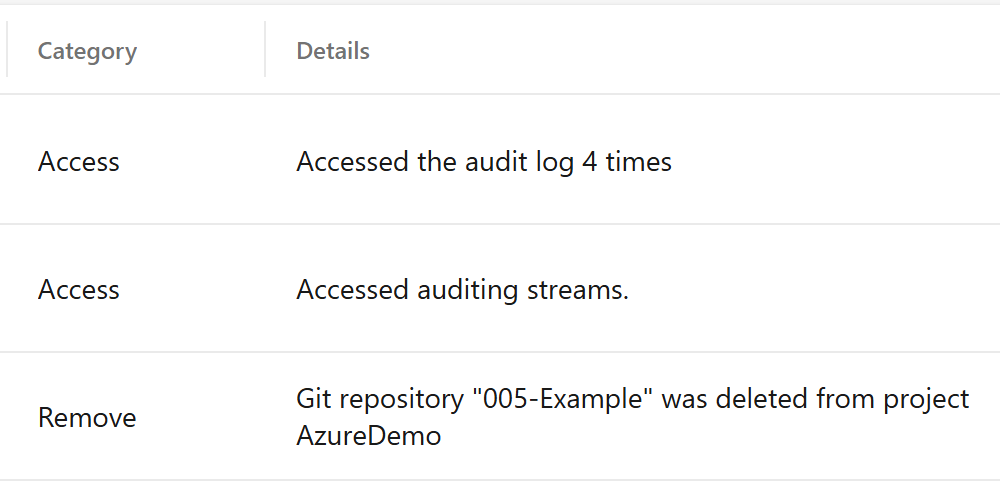 Category Details
Access Accessed the audit log 4 times
Access Accessed auditing streams.
Remove Git repository "005-Example" was deleted from project
AzureDemo